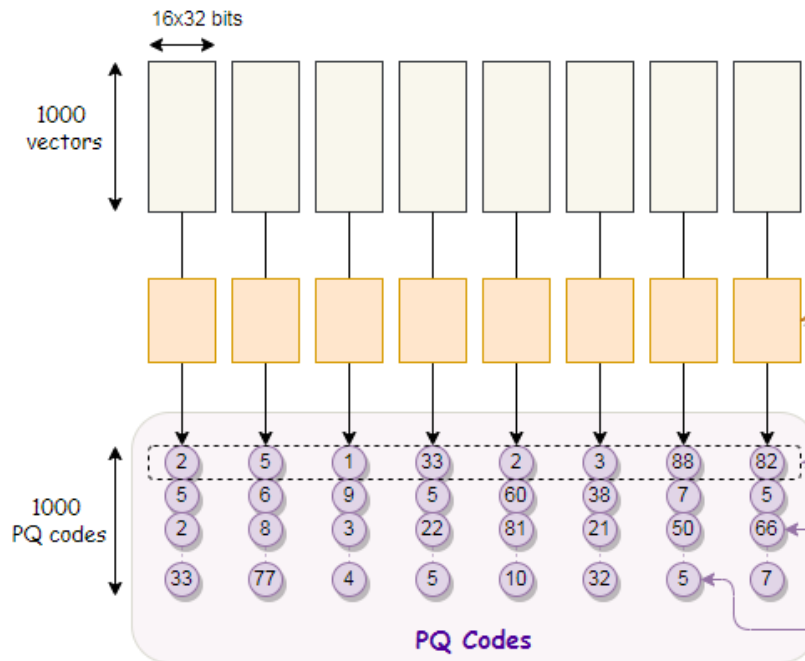 16x32 bits
1000
vectors
2 5 1 33 2 3 88 82
5 6 9 5 60 38 7 5
1000
PQ codes
2 8 3 22 81 21 50 66
33 77 4 5 10 32 5 7
PQ Codes